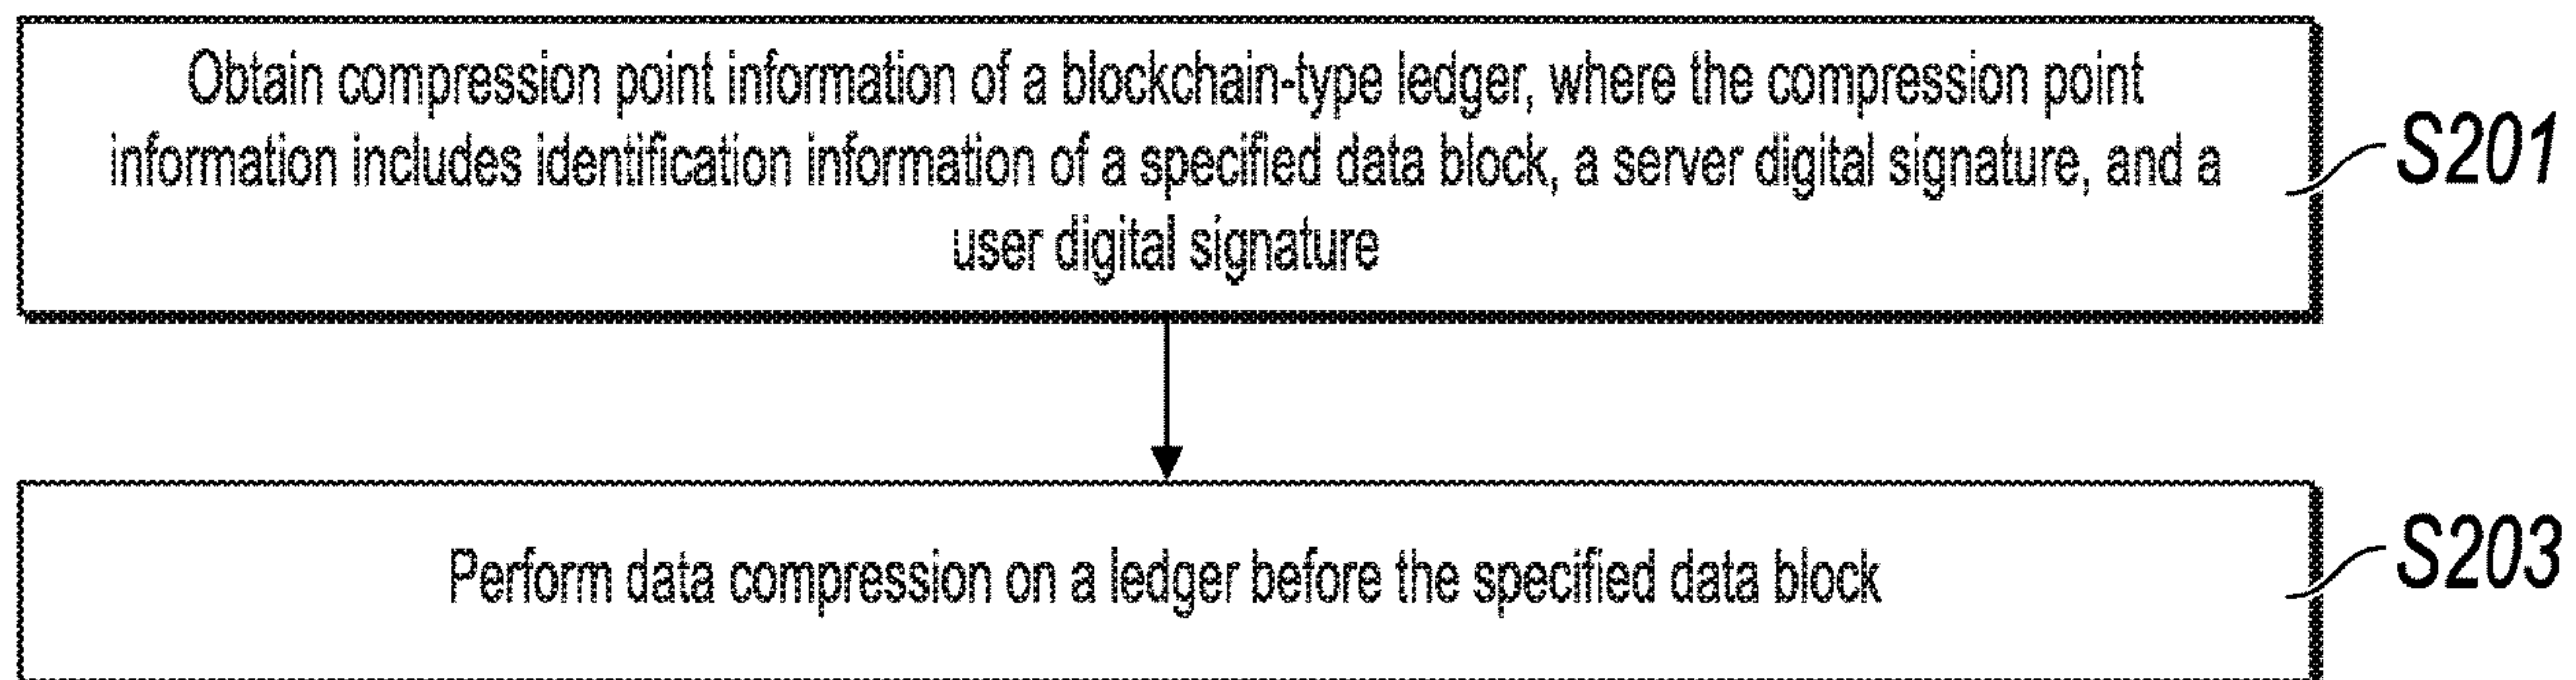 Obtain compression point information of a blockchain-type ledger, where the compression point
information includes identification information of a specified data block, a server digital signature, and a
user digital signature
S201
Perform data compression on a ledger before the specified data block
S203